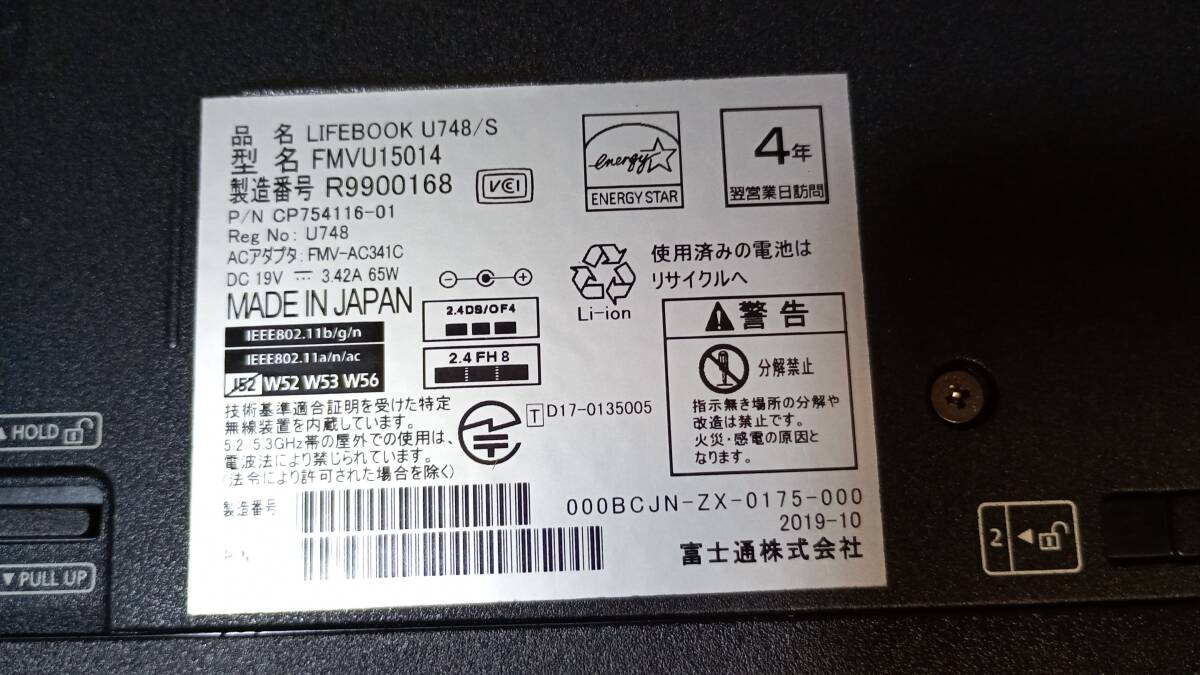 品 名 LIFEBOOK U748/S
型 名 FMVU15014
製造番号 R9900168
VCI
P/N CP754116-01
Reg No: U748
ACアダプタ: FMV-AC341C
DC 19V 3.42A 65W
MADE IN JAPAN
energy
ENERGY STAR
4年
翌営業日訪問
使用済みの電池は
リサイクルへ
Li-ion
2.4DS/OF4
2.4FH8
IEEE802.11b/g/n
IEEE802.11a/n/ac
J52 W52 W53 W56
技術基準適合証明を受けた特定
無線装置を内蔵しています。
5.2, 5.3GHz帯の屋外での使用は、
電波法により禁じられています。
(法令により許可された場合を除く)
T D17-0135005
警告
分解禁止
指示無き場所の分解や
改造は禁止です。
火災・感電の原因と
なります。
製造番号
P/N
000BCJN-ZX-0175-000
2019-10
富士通株式会社
▲HOLD
▼PULL UP
2